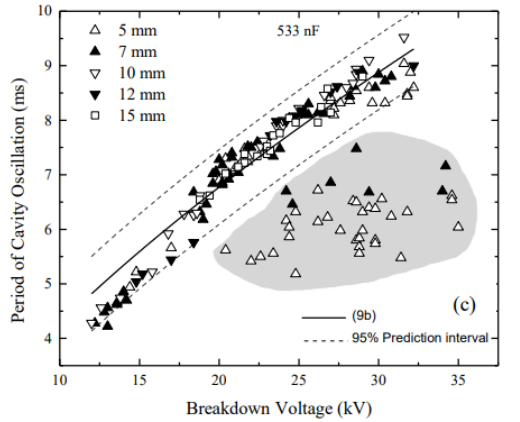 (c)
533 nF
5 mm
7 mm
10 mm
12 mm
15 mm
Period of Cavity Oscillation (ms)
10
9
8
7
6
5
4
(c)
(9b)
95% Prediction interval
10
15
20
25
30
35
Breakdown Voltage (kV)